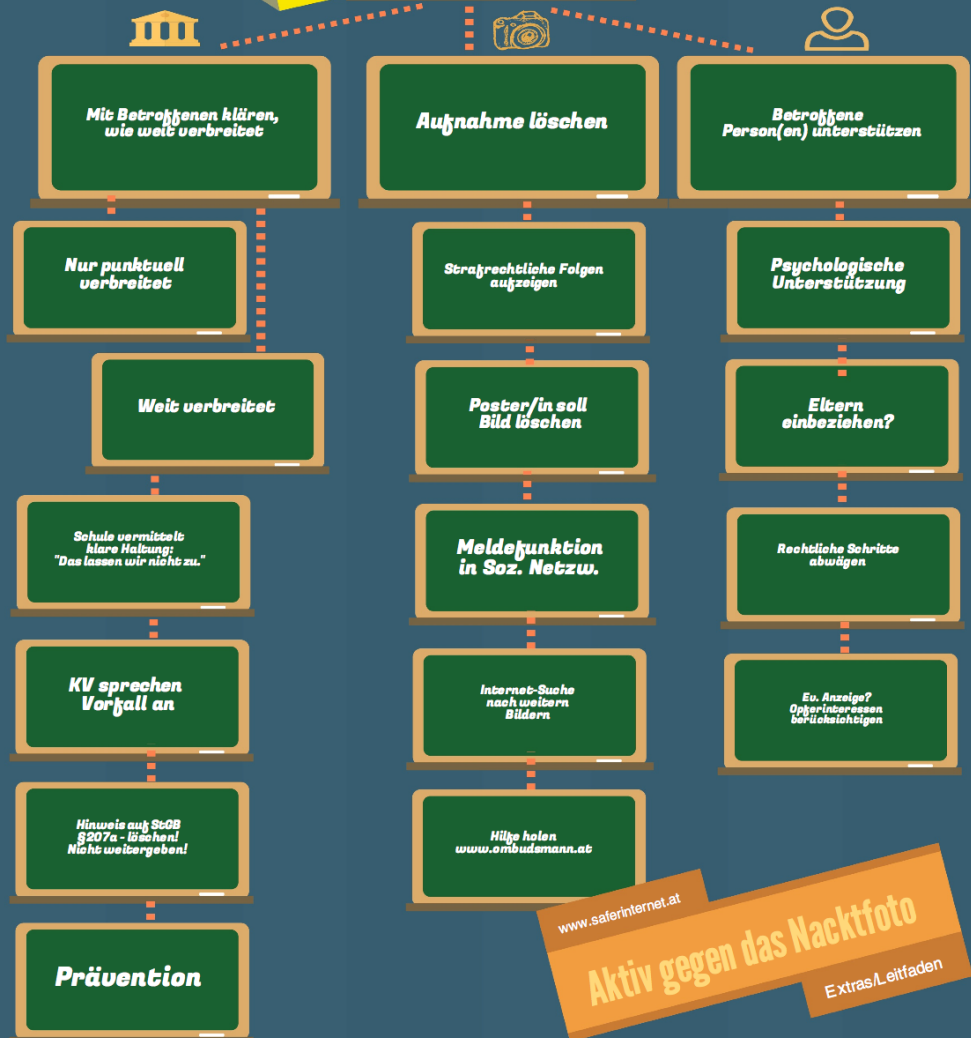 Mit Betroffenen klären,
wie weit verbreitet
Nur punktuell
verbreitet
Weit verbreitet
Schule vermittelt
klare Haltung:
"Das lassen wir nicht zu."
KV sprechen
Vorfall an
Hinweis auf StGB
§207a - löschen!
Nicht weitergeben!
Prävention
Aufnahme löschen
Strafrechtliche Folgen
aufzeigen
Poster/in soll
Bild löschen
Meldefunktion
in Soz. Netzw.
Internet-Suche
nach weitern
Bildern
Hilfe holen
www.ombudsmann.at
Betroffene
Person(en) unterstützen
Psychologische
Unterstützung
Eltern
einbeziehen?
Rechtliche Schritte
abwägen
Ev. Anzeige?
Opferinteressen
berücksichtigen
www.saferinternet.at
Aktiv gegen das Nacktfoto
Extras/Leitfaden